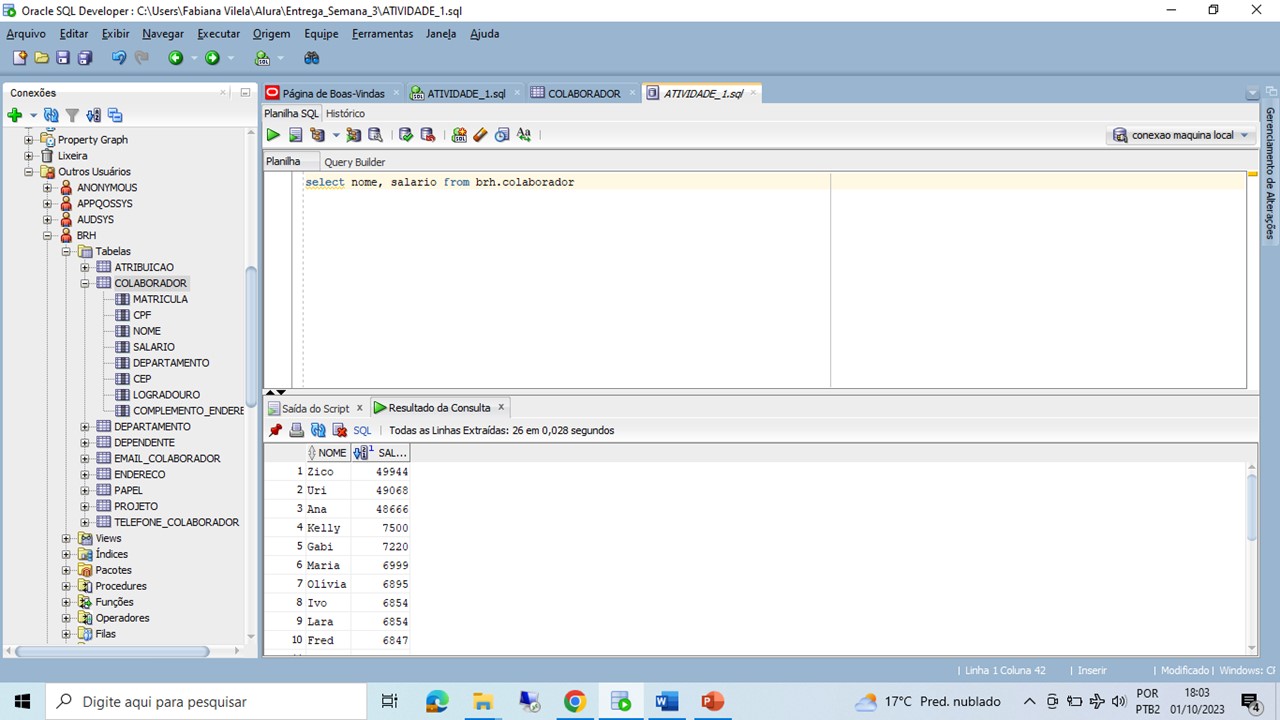 Oracle SQL Developer : C:\Users\Fabiana Vilela\Alura\Entrega_Semana_3\ATIVIDADE_1.sql
Arquivo Editar Exibir Navegar Executar Origem Equipe Ferramentas Janela Ajuda
Conexões
Property Graph
Lixeira
Outros Usuários
ANONYMOUS
APPQOSSYS
AUDSYS
BRH
Tabelas
ATRIBUICAO
COLABORADOR
MATRICULA
CPF
NOME
SALARIO
DEPARTAMENTO
CEP
LOGRADOURO
COMPLEMENTO_ENDERE
DEPARTAMENTO
DEPENDENTE
EMAIL_COLABORADOR
ENDERECO
PAPEL
PROJETO
TELEFONE_COLABORADOR
Views
Índices
Pacotes
Procedures
Funções
Operadores
Filas
Página de Boas-Vindas ATIVIDADE_1.sql COLABORADOR ATIVIDADE_1.sql
Planilha SQL Histórico
conexao maquina local
Planilha Query Builder
select nome, salario from brh.colaborador
Saída do Script Resultado da Consulta
SQL Todas as Linhas Extraídas: 26 em 0,028 segundos
NOME SAL...
1 Zico 49944
2 Uri 49068
3 Ana 48666
4 Kelly 7500
5 Gabi 7220
6 Maria 6999
7 Olívia 6895
8 Ivo 6854
9 Lara 6854
10 Fred 6847
Gerenciamento de Alterações
Linha 1 Coluna 42 Inserir Modificado Windows: CF
Digite aqui para pesquisar
17°C Pred. nublado
POR
PTB2
18:03
01/10/2023
4